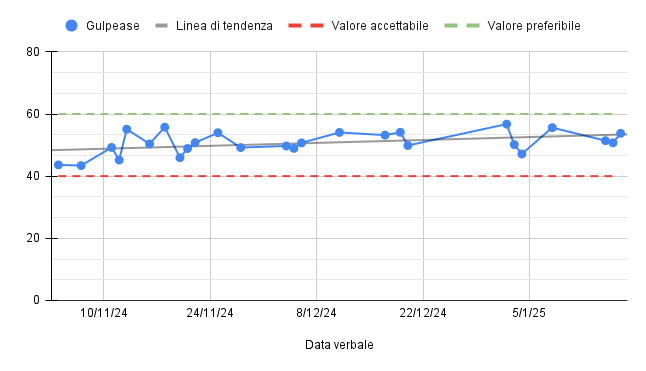 Gulpease Linea di tendenza Valore accettabile Valore preferibile
80
60
40
20
0
10/11/24 24/11/24 8/12/24 22/12/24 5/1/25
Data verbale